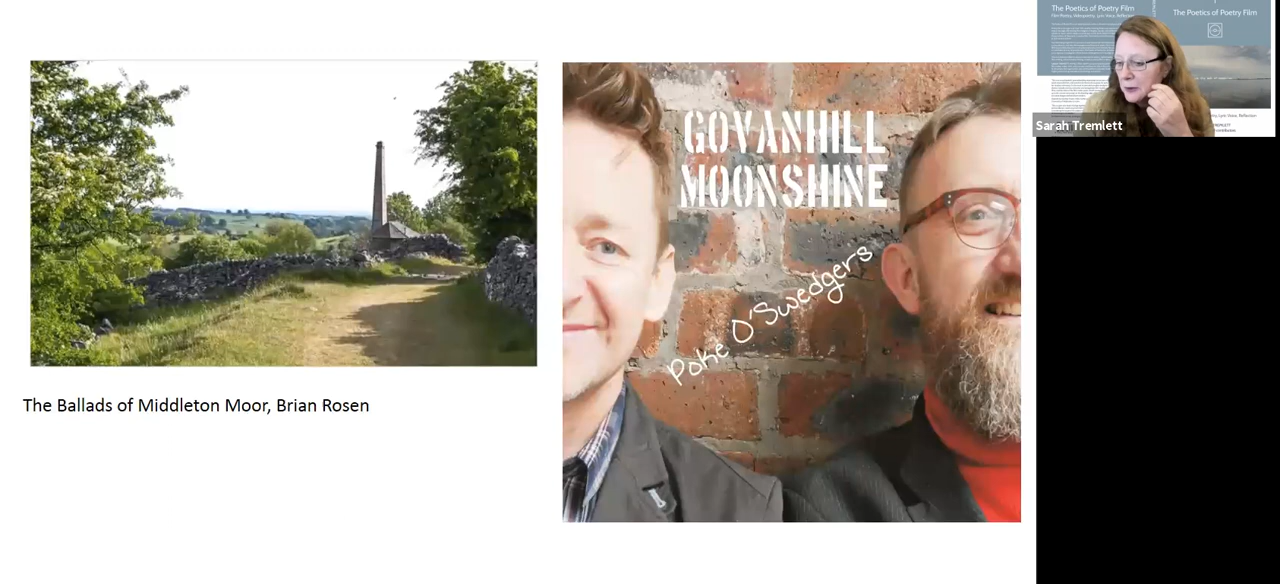 The Poetics of Poetry Film
The Poetics of Poetry Film
Sarah Tremlett
GOVANHILL
MOONSHINE
Poke O'Swedgers
The Ballads of Middleton Moor, Brian Rosen